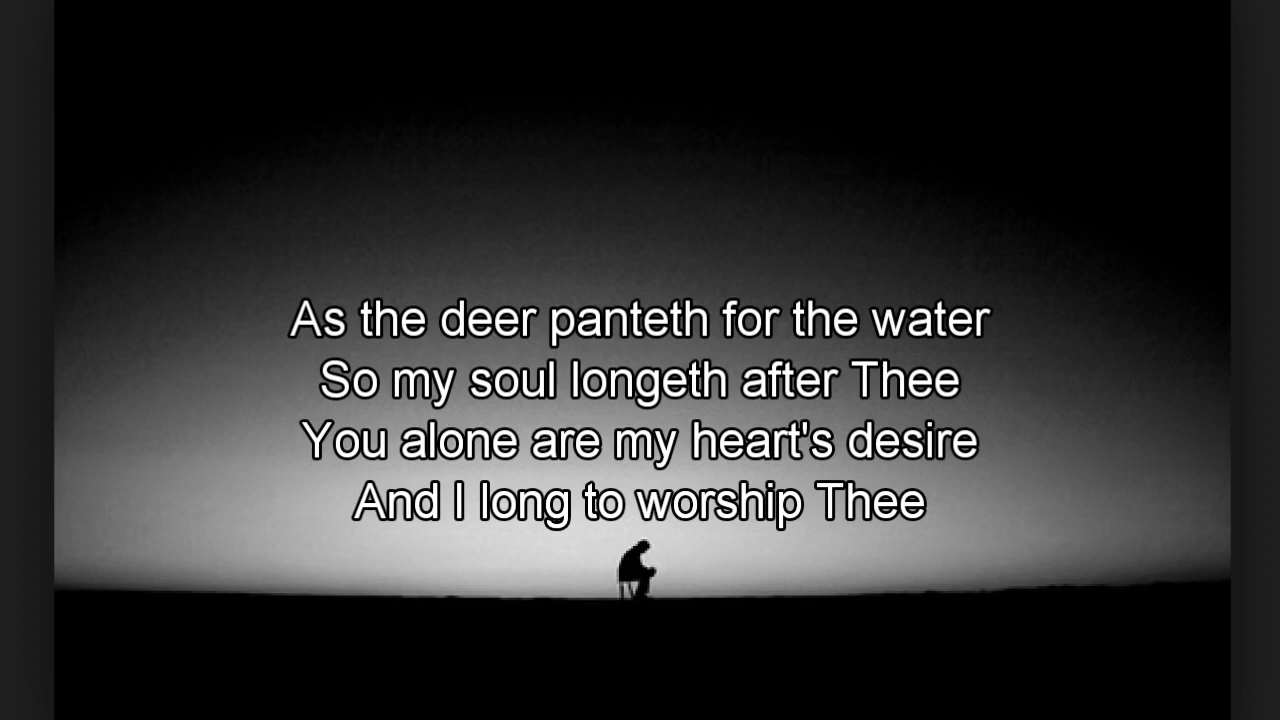 As the deer panteth for the water
So my soul longeth after Thee
You alone are my heart's desire
And I long to worship Thee